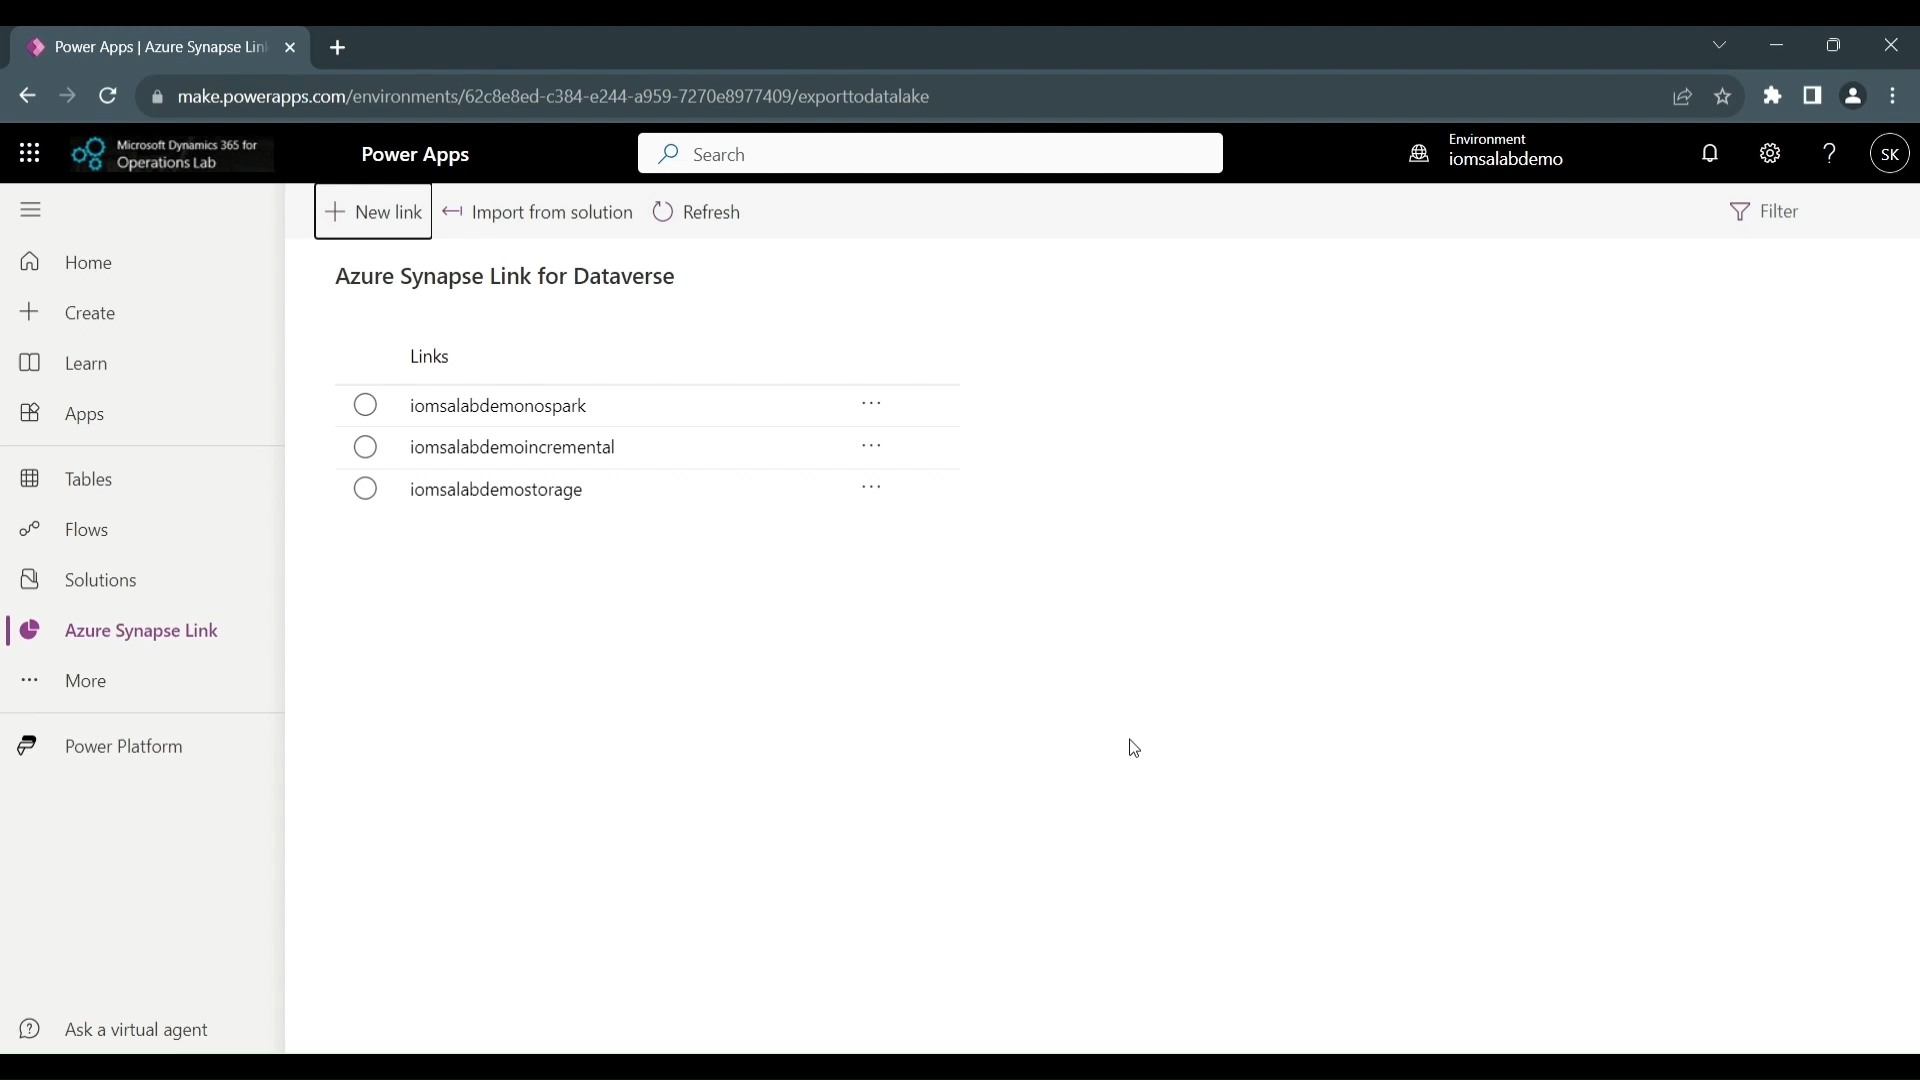 Power Apps | Azure Synapse Lin
make.powerapps.com/environments/62c8e8ed-c384-e244-a959-7270e8977409/exporttodatalake
Microsoft Dynamics 365 for
Operations Lab
Power Apps
Search
Environment
iomsalabdemo
SK
New link
Import from solution
Refresh
Filter
Home
Create
Learn
Apps
Tables
Flows
Solutions
Azure Synapse Link
More
Power Platform
Ask a virtual agent
Azure Synapse Link for Dataverse
Links
iomsalabdemonospark
iomsalabdemoincremental
iomsalabdemostorage